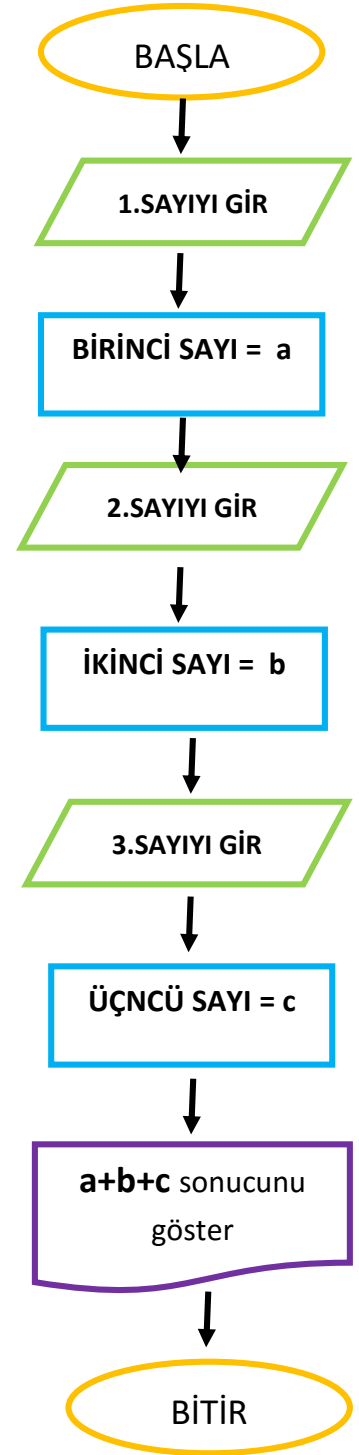 BAŞLA
1.SAYIYI GİR
BİRİNCİ SAYI = a
2.SAYIYI GİR
İKİNCİ SAYI = b
3.SAYIYI GİR
ÜÇNCÜ SAYI = c
a+b+c sonucunu
göster
BİTİR